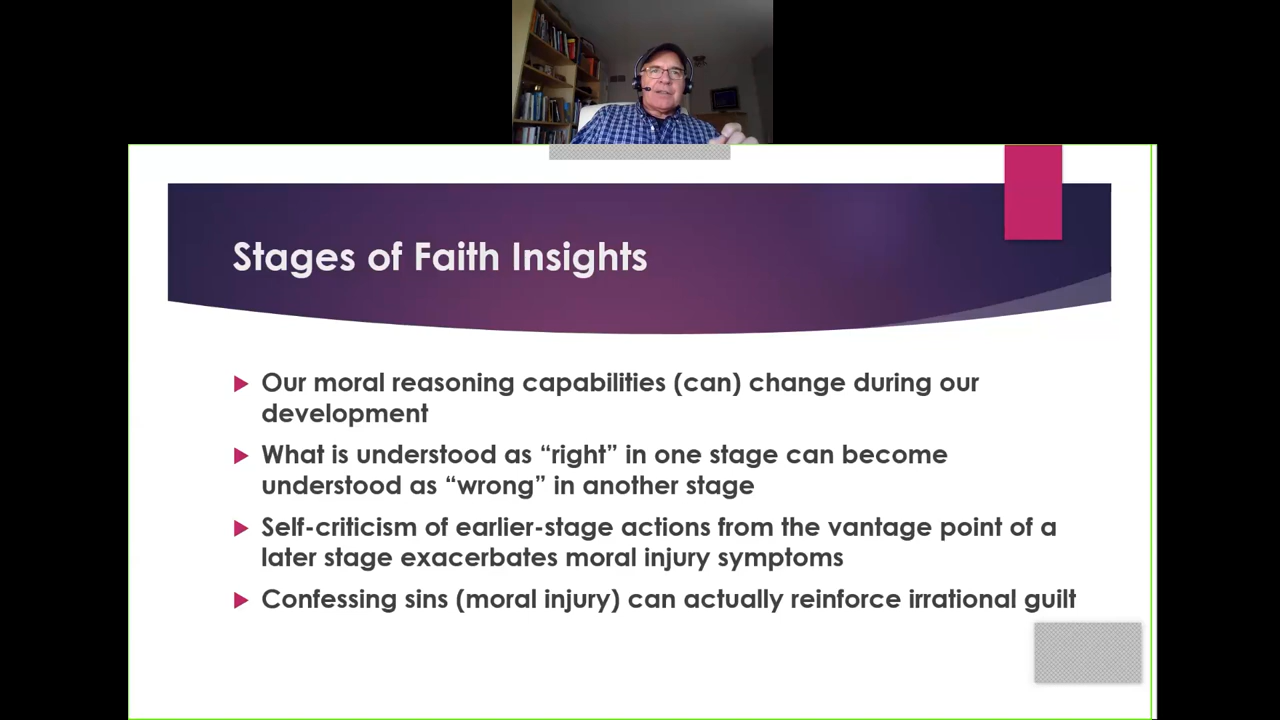 Stages of Faith Insights
Our moral reasoning capabilities (can) change during our
development
What is understood as “right” in one stage can become
understood as “wrong” in another stage
Self-criticism of earlier-stage actions from the vantage point of a
later stage exacerbates moral injury symptoms
Confessing sins (moral injury) can actually reinforce irrational guilt